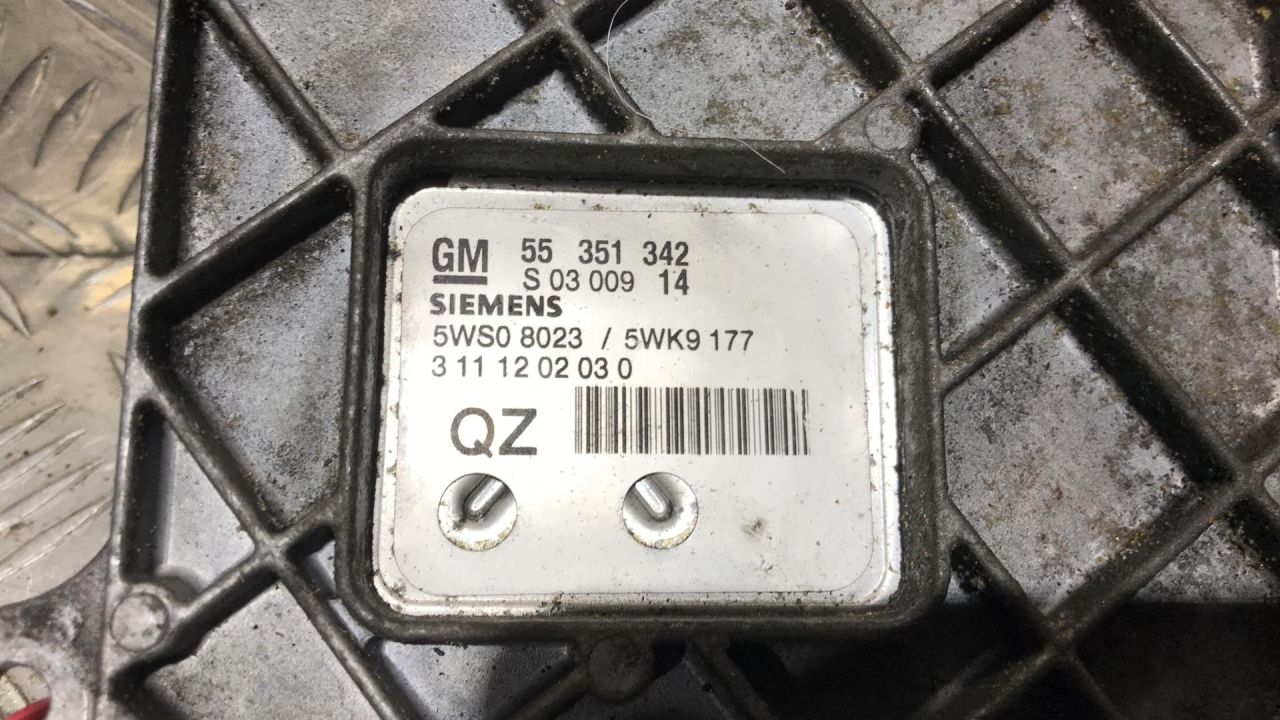 GM 55 351 342
S 03 009 14
SIEMENS
5WS0 8023 / 5WK9 177
3 11 12 02 03 0
QZ